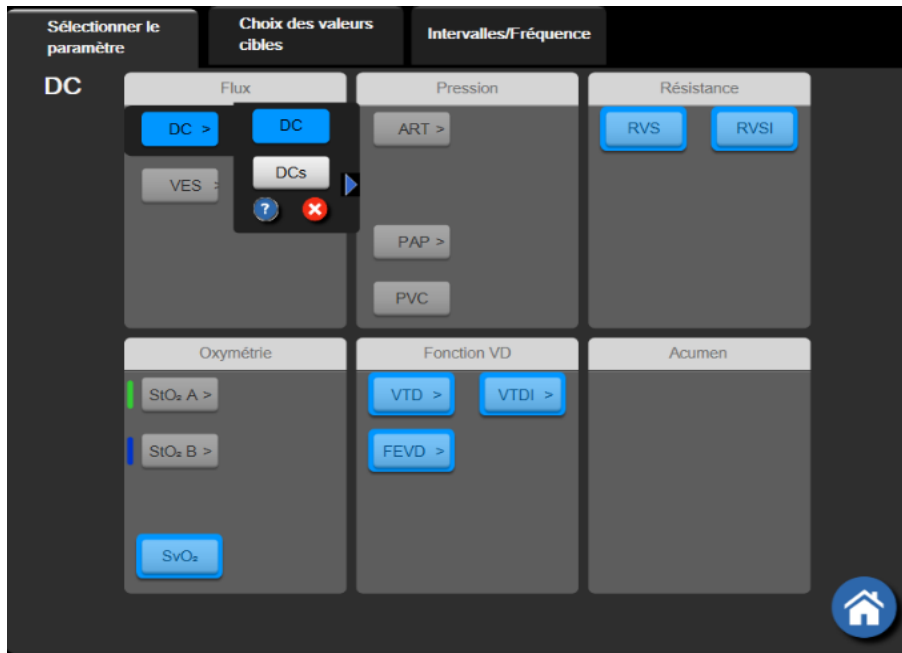 Sélectionner le
paramètre
Choix des valeurs
cibles
Intervalles/Fréquence
DC
Flux
Pression
Résistance
DC >
DC
ART >
RVS
RVSI
VES >
DCs
?
PAP >
PVC
Oxymétrie
Fonction VD
Acumen
StO₂ A >
VTD >
VTDI >
StO₂ B >
FEVD >
SvO₂